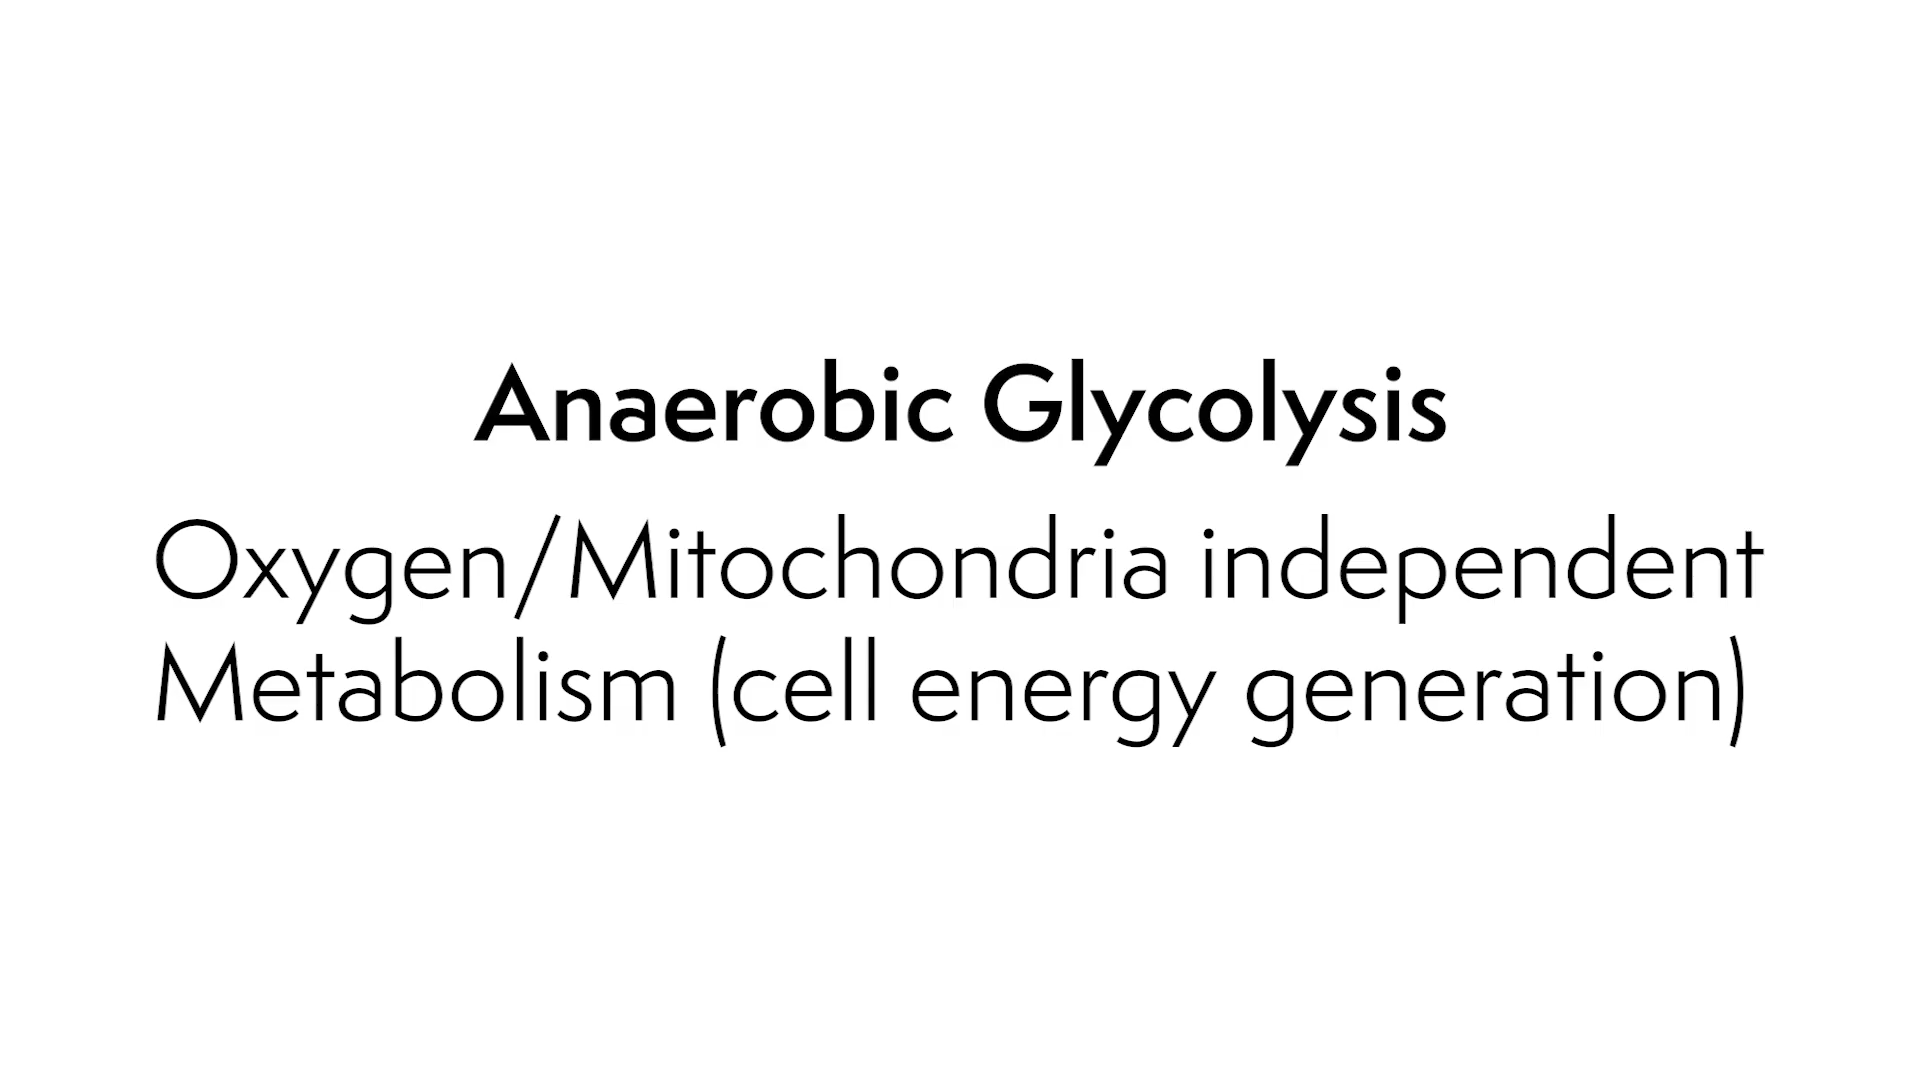 Anaerobic Glycolysis
Oxygen/Mitochondria independent
Metabolism (cell energy generation)